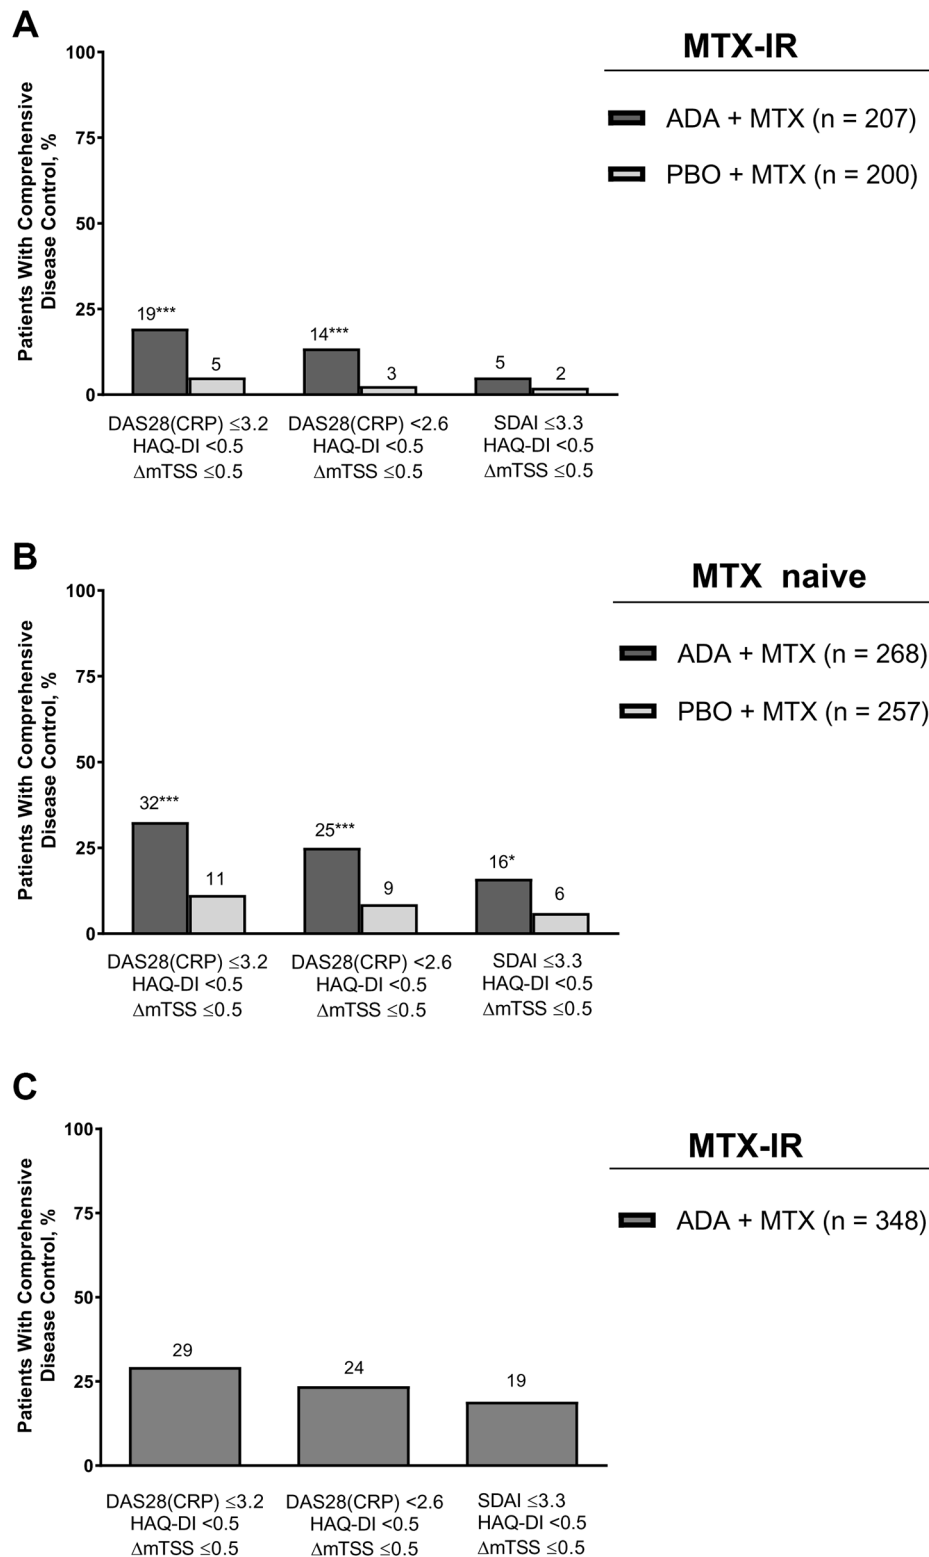 A
MTX-IR
ADA + MTX (n = 207)
PBO + MTX (n = 200)
Patients With Comprehensive
Disease Control, %
100
75
50
25
0
19***
5
14***
3
5
2
DAS28(CRP) ≤3.2
HAQ-DI <0.5
ΔmTSS ≤0.5
DAS28(CRP) <2.6
HAQ-DI <0.5
ΔmTSS ≤0.5
SDAI ≤3.3
HAQ-DI <0.5
ΔmTSS ≤0.5
B
MTX naive
ADA + MTX (n = 268)
PBO + MTX (n = 257)
Patients With Comprehensive
Disease Control, %
100
75
50
25
0
32***
11
25***
9
16*
6
DAS28(CRP) ≤3.2
HAQ-DI <0.5
ΔmTSS ≤0.5
DAS28(CRP) <2.6
HAQ-DI <0.5
ΔmTSS ≤0.5
SDAI ≤3.3
HAQ-DI <0.5
ΔmTSS ≤0.5
C
MTX-IR
ADA + MTX (n = 348)
Patients With Comprehensive
Disease Control, %
100
75
50
25
0
29
24
19
DAS28(CRP) ≤3.2
HAQ-DI <0.5
ΔmTSS ≤0.5
DAS28(CRP) <2.6
HAQ-DI <0.5
ΔmTSS ≤0.5
SDAI ≤3.3
HAQ-DI <0.5
ΔmTSS ≤0.5